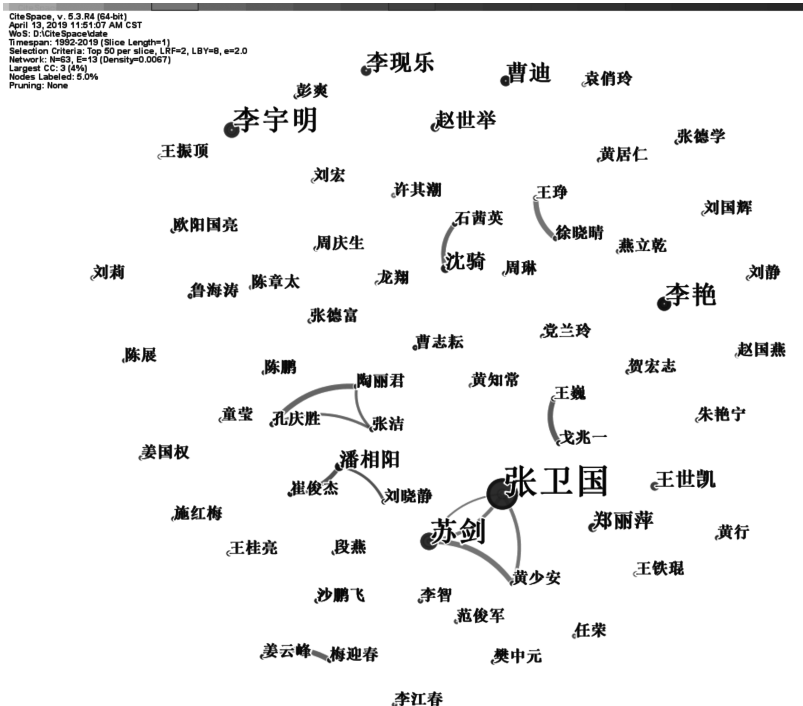 CiteSpace, v. 5.3.R4 (64-bit)
April 13, 2019 11:51:07 AM CST
WoS: D:\CiteSpace\date
Timespan: 1992-2019 (Slice Length=1)
Selection Criteria: Top 50 per slice, LRF=2, LBY=8, e=2.0
Network: N=63, E=13 (Density=0.0067)
Largest CC: 3 (4%)
Nodes Labeled: 5.0%
Pruning: None
李现乐
曹迪
袁俏玲
彭爽
李宇明
赵世举
张德学
王振顶
黄居仁
刘宏
许其潮
王琤
刘国辉
欧阳国亮
石茜英
徐晓晴
周庆生
燕立乾
沈骑
周琳
刘莉
陈章太
龙翔
刘静
鲁海涛
李艳
张德富
党兰玲
曹志耘
陈展
赵国燕
陈鹏
贺宏志
陶丽君
黄知常
王巍
童莹
孔庆胜
张洁
朱艳宁
戈兆一
姜国权
潘相阳
张卫国
王世凯
崔俊杰
刘晓静
施红梅
苏剑
郑丽萍
黄行
王桂亮
段燕
王铁琨
黄少安
沙鹏飞
李智
范俊军
任荣
姜云峰
梅迎春
樊中元
李江春